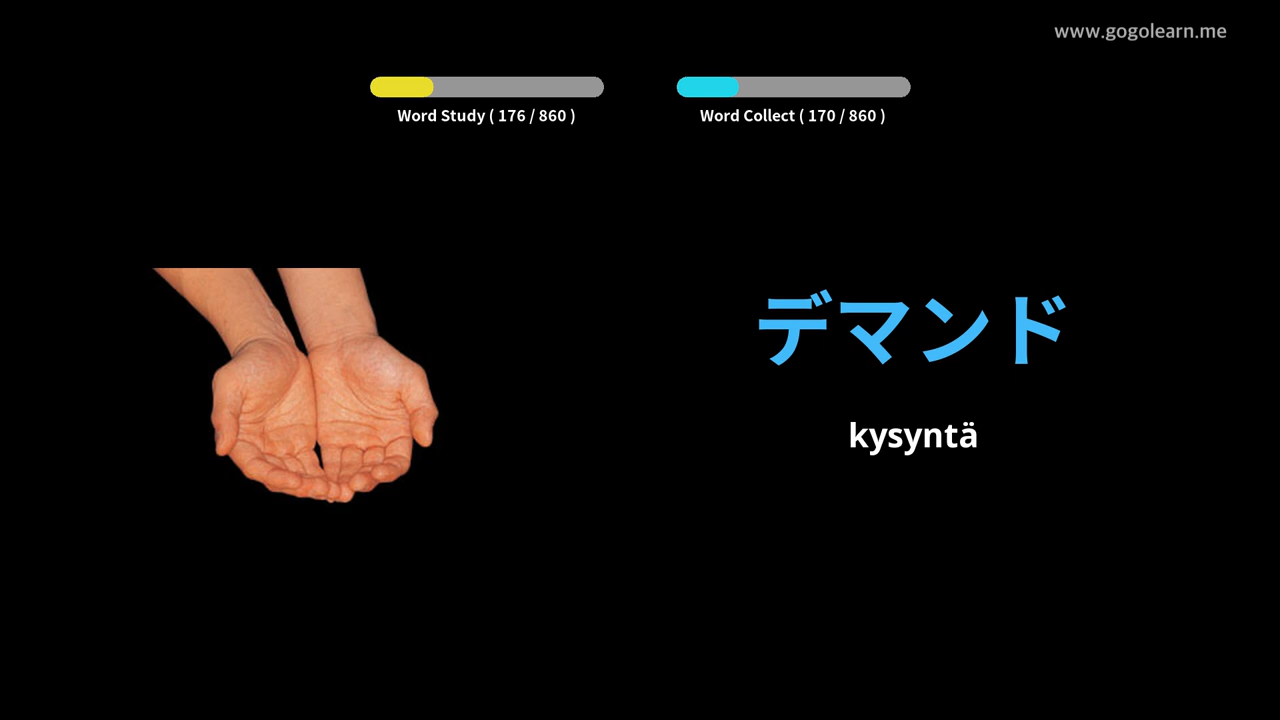 www.gogolearn.me
Word Study ( 176 / 860 )
Word Collect ( 170 / 860 )
デマンド
kysyntä